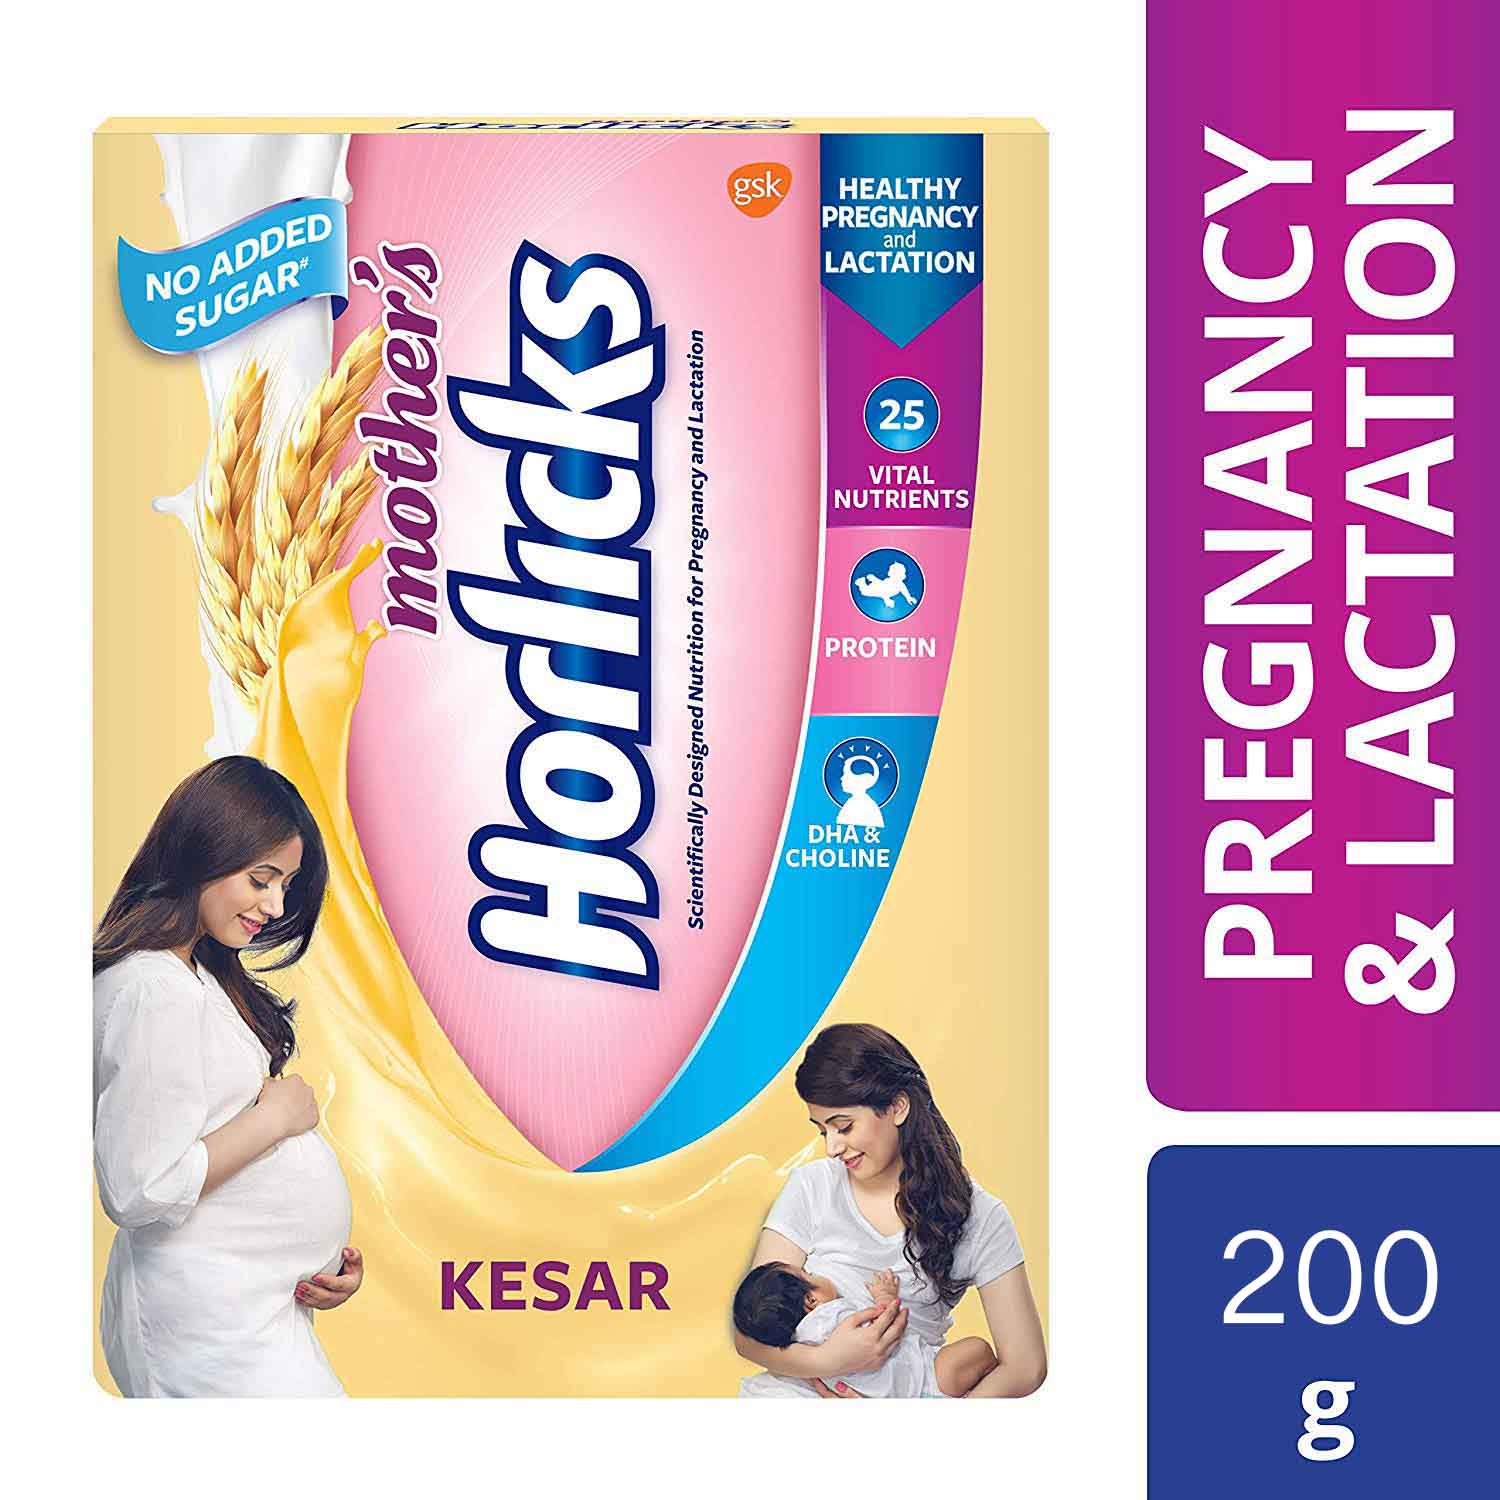 NO ADDED
SUGAR#
mother's
Horlicks
Scientifically Designed Nutrition for Pregnancy and Lactation
gsk
HEALTHY
PREGNANCY
and
LACTATION
25
VITAL
NUTRIENTS
PROTEIN
DHA &
CHOLINE
KESAR
PREGNANCY
& LACTATION
200
g